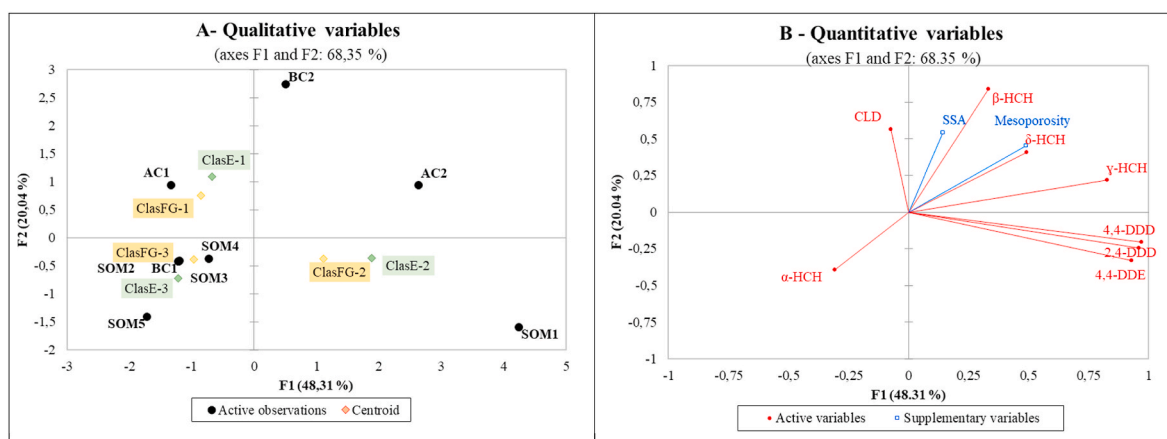 A- Qualitative variables
(axes F1 and F2: 68,35 %)
3
2,5
2
1,5
1
0,5
0
-0,5
-1
-1,5
-2
F2 (20,04 %)
BC2
ClasE-1
AC1
AC2
ClasFG-1
ClasFG-3
SOM4
SOM2
BC1
SOM3
ClasFG-2
ClasE-2
ClasE-3
SOM5
SOM1
-3
-2
-1
0
1
2
3
4
5
F1 (48,31 %)
Active observations
Centroid
B - Quantitative variables
(axes F1 and F2: 68.35 %)
1
0,75
0,5
0,25
0
-0,25
-0,5
-0,75
-1
F2 (20.04 %)
β-HCH
CLD
SSA
Mesoporosity
δ-HCH
ɣ-HCH
4,4-DDD
2,4-DDD
4,4-DDE
α-HCH
-1
-0,75
-0,5
-0,25
0
0,25
0,5
0,75
1
F1 (48.31 %)
Active variables
Supplementary variables